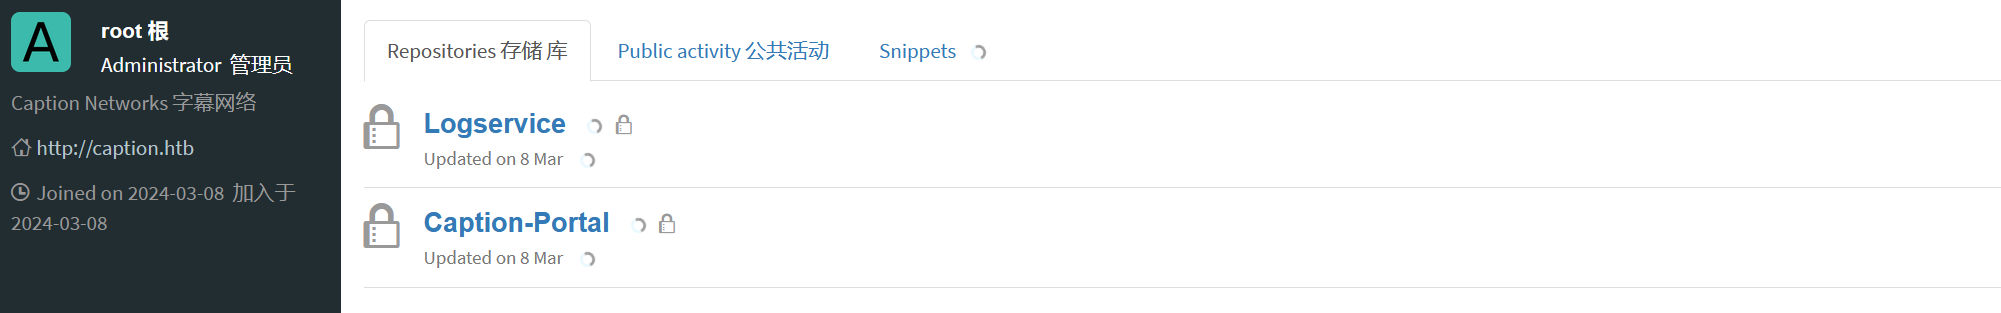 A
root 根
Administrator 管理员
Caption Networks 字幕网络
http://caption.htb
Joined on 2024-03-08 加入于
2024-03-08
Repositories 存储库
Public activity 公共活动
Snippets
Logservice
Updated on 8 Mar
Caption-Portal
Updated on 8 Mar